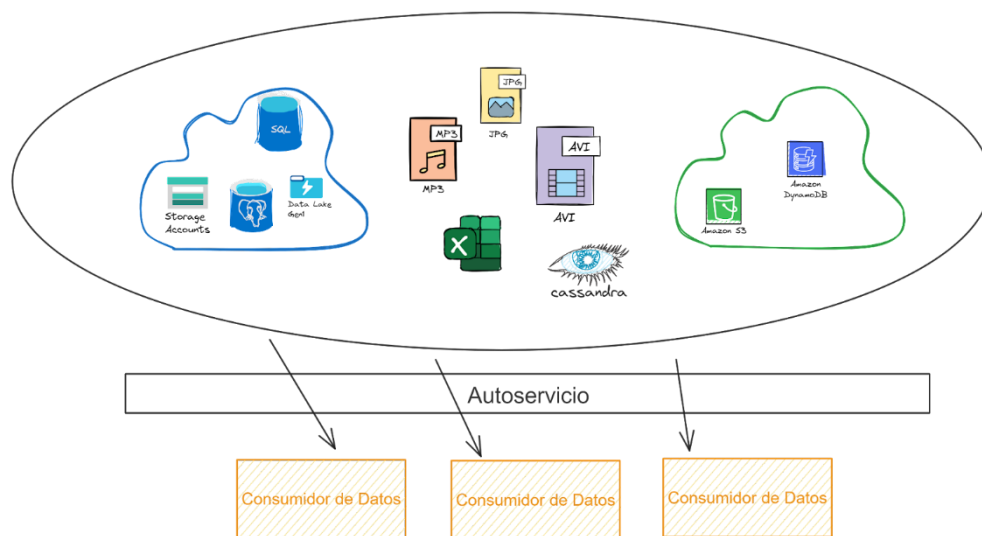 JPG
JPG
MP3
MP3
AVI
AVI
SQL
Storage
Accounts
Data Lake
Gen1
X
cassandra
Amazon
DynamoDB
Amazon S3
Autoservicio
Consumidor de Datos
Consumidor de Datos
Consumidor de Datos